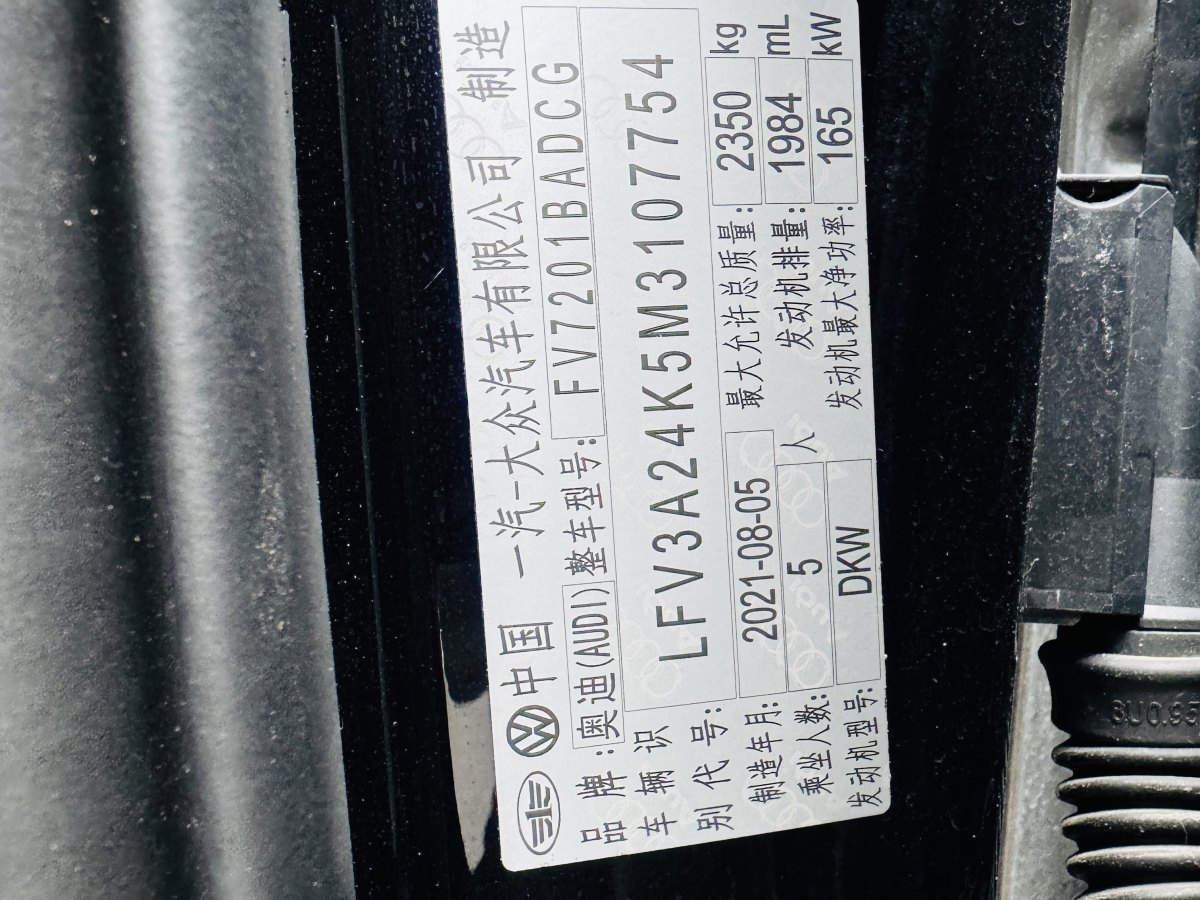 中国 一汽-大众汽车有限公司 制造
品牌:奥迪(AUDI) 整车型号:FV7201BADCG
车辆识别代号:LFV3A24K5M3107754
制造年月:2021-08-05 最大允许总质量:2350 kg
乘坐人数:5 人 发动机排量:1984 mL
发动机型号:DKW 发动机最大净功率:165 kW